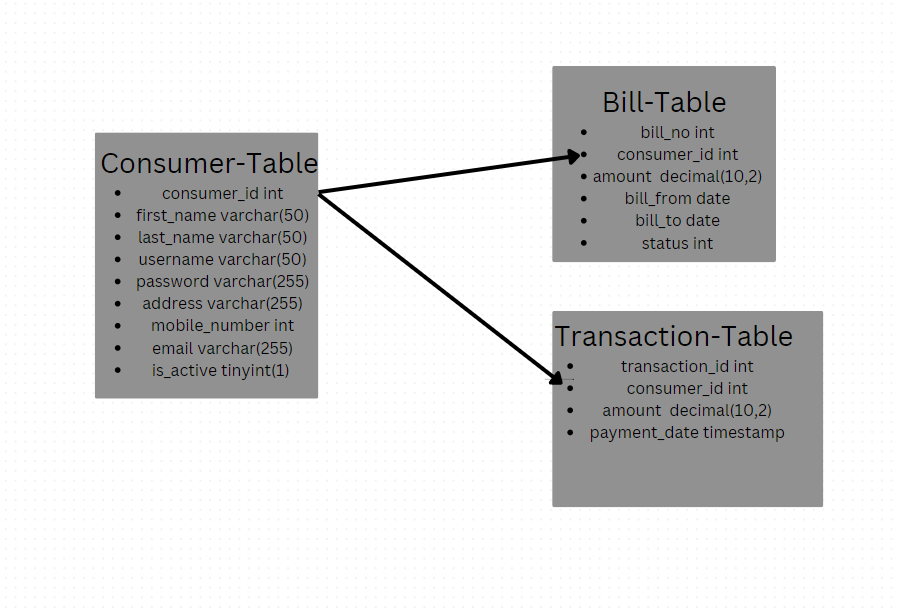 Consumer-Table
consumer_id int
first_name varchar(50)
last_name varchar(50)
username varchar(50)
password varchar(255)
address varchar(255)
mobile_number int
email varchar(255)
is_active tinyint(1)
Bill-Table
bill_no int
consumer_id int
amount  decimal(10,2)
bill_from date
bill_to date
status int
Transaction-Table
transaction_id int
consumer_id int
amount  decimal(10,2)
payment_date timestamp